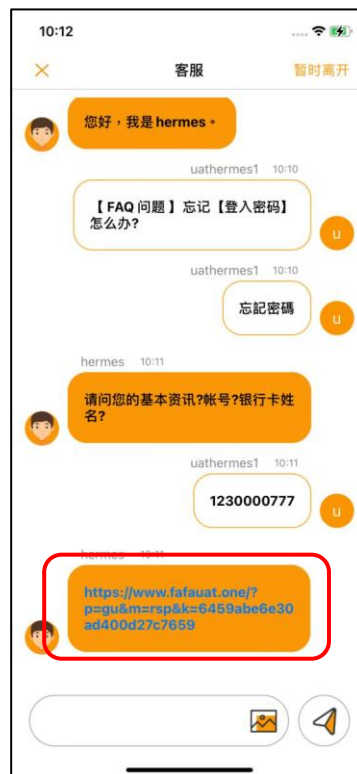 10:12
客服
暂时离开
您好，我是hermes。
uathermes1 10:10
【 FAQ 问题 】忘记【登入密码】
怎么办?
u
uathermes1 10:10
忘記密碼
u
hermes 10:11
请问您的基本资讯?帐号?银行卡姓
名?
uathermes1 10:11
1230000777
u
hermes 10:11
https://www.fafauat.one/?
p=gu&m=rsp&k=6459abe6e30
ad400d27c7659